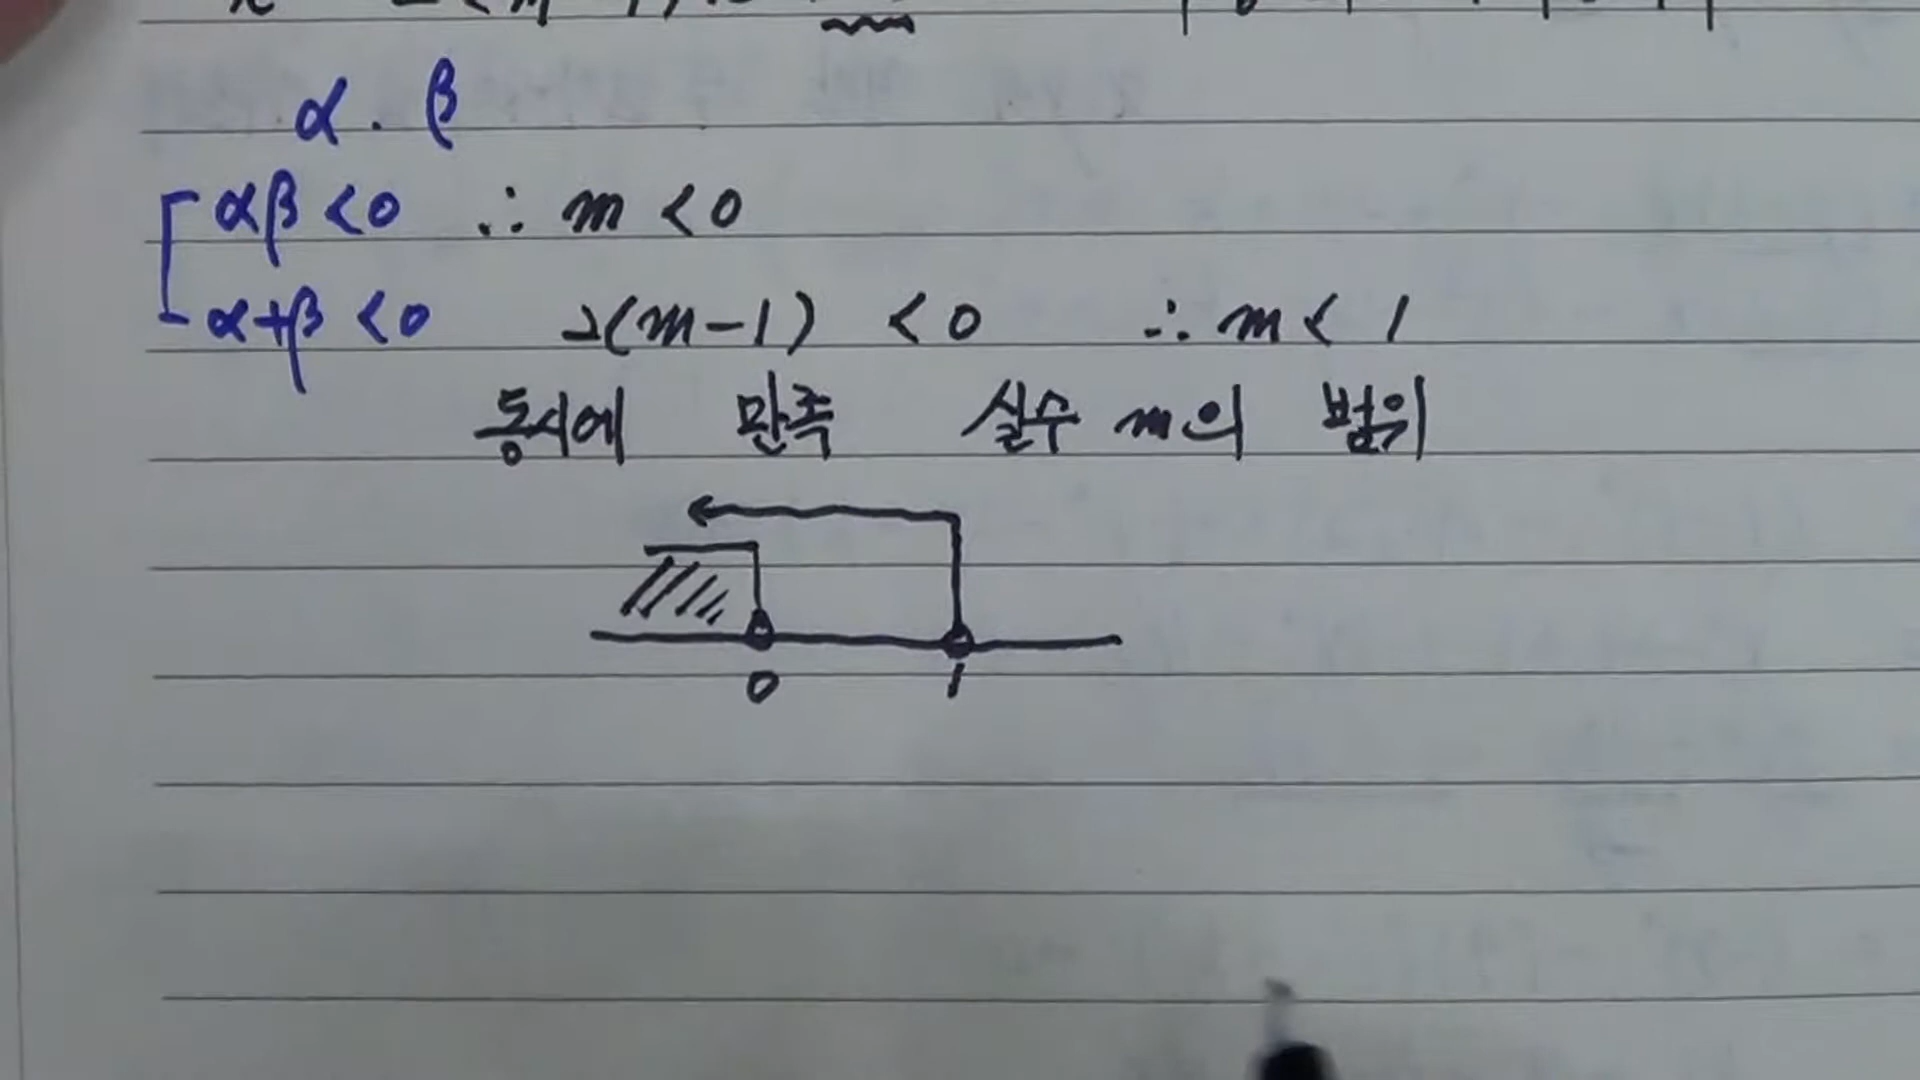 α . β
αβ < 0 ∴ m < 0
α+β < 0 2(m-1) < 0 ∴ m < 1
동시에 만족 실수 m의 범위
0 1